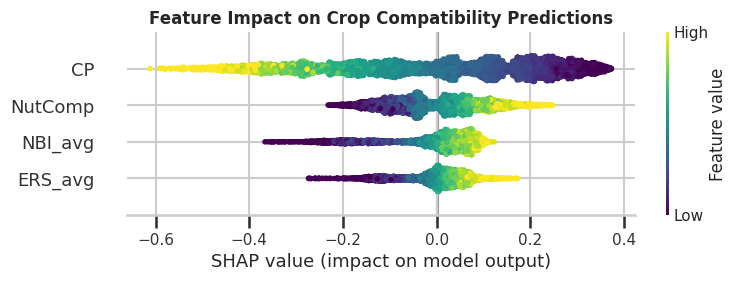 Feature Impact on Crop Compatibility Predictions
High
CP
NutComp
NBI_avg
ERS_avg
Feature value
Low
−0.6 −0.4 −0.2 0.0 0.2 0.4
SHAP value (impact on model output)